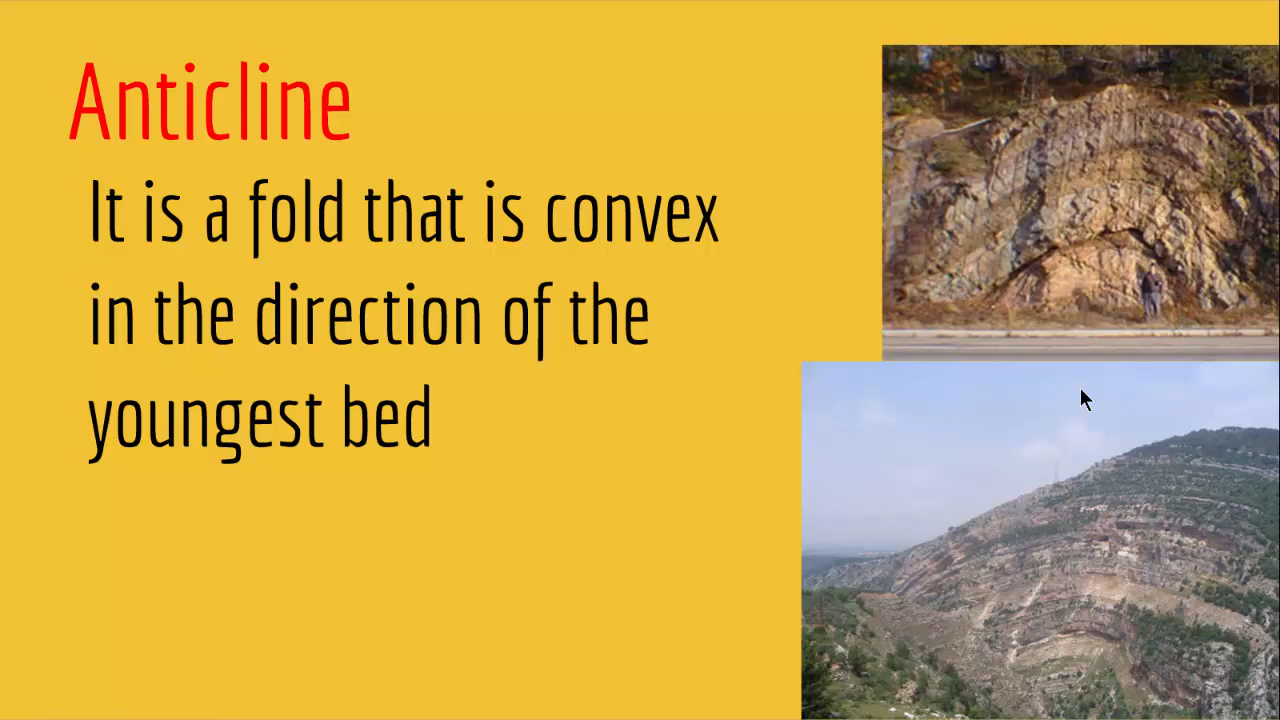 Anticline
It is a fold that is convex
in the direction of the
youngest bed